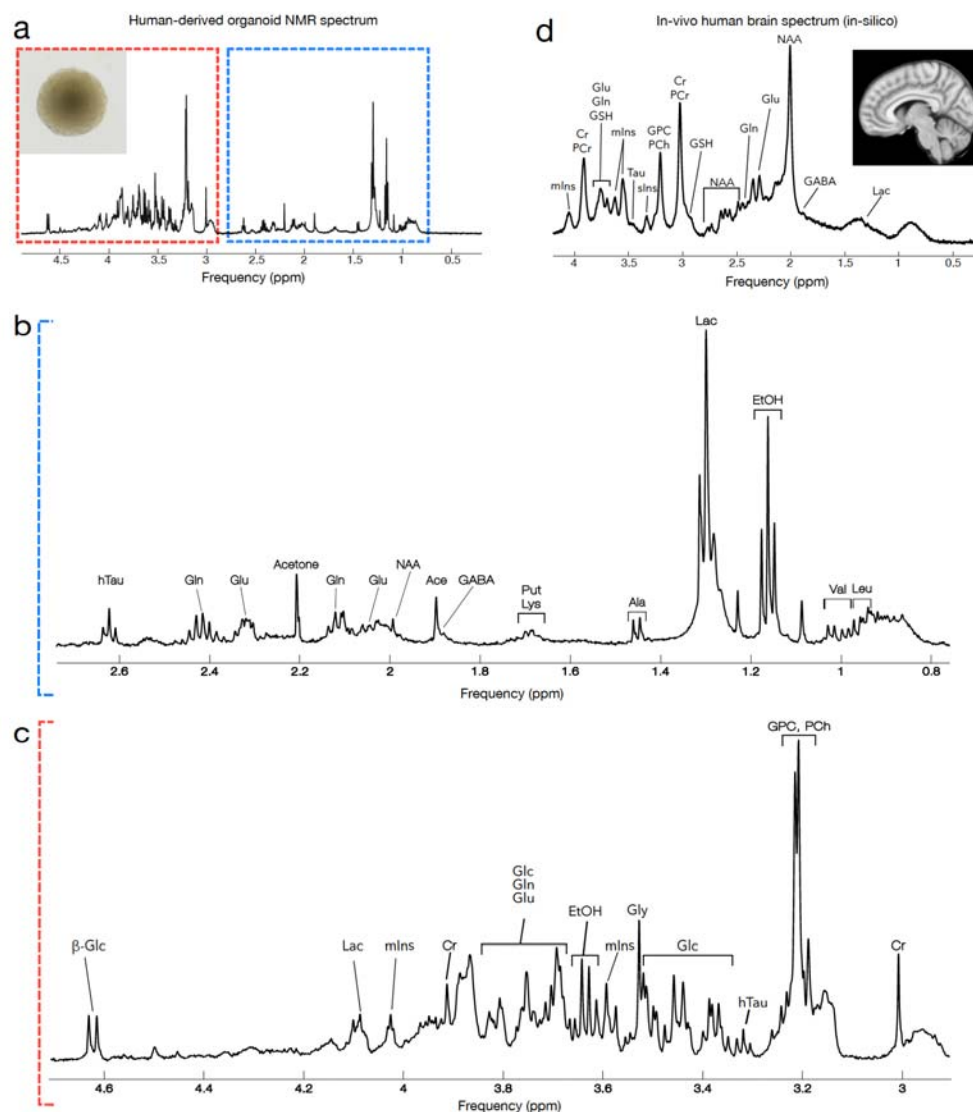 a
Human-derived organoid NMR spectrum
4.5 4 3.5 3 2.5 2 1.5 1 0.5
Frequency (ppm)
d
In-vivo human brain spectrum (in-silico)
NAA
Cr
PCr
Glu
Gln
GSH
mIns
mIns
Tau
sIns
GPC
PCh
Cr
PCr
GSH
NAA
Gln
Glu
GABA
Lac
4 3.5 3 2.5 2 1.5 1 0.5
Frequency (ppm)
b
Lac
EtOH
hTau
Gln
Glu
Acetone
Gln
Glu
NAA
Ace
GABA
Put
Lys
Ala
Val
Leu
2.6 2.4 2.2 2 1.8 1.6 1.4 1.2 1 0.8
Frequency (ppm)
c
GPC, PCh
β-Glc
Lac
mIns
Cr
Glc
Gln
Glu
EtOH
mIns
Gly
Glc
hTau
Cr
4.6 4.4 4.2 4 3.8 3.6 3.4 3.2 3
Frequency (ppm)